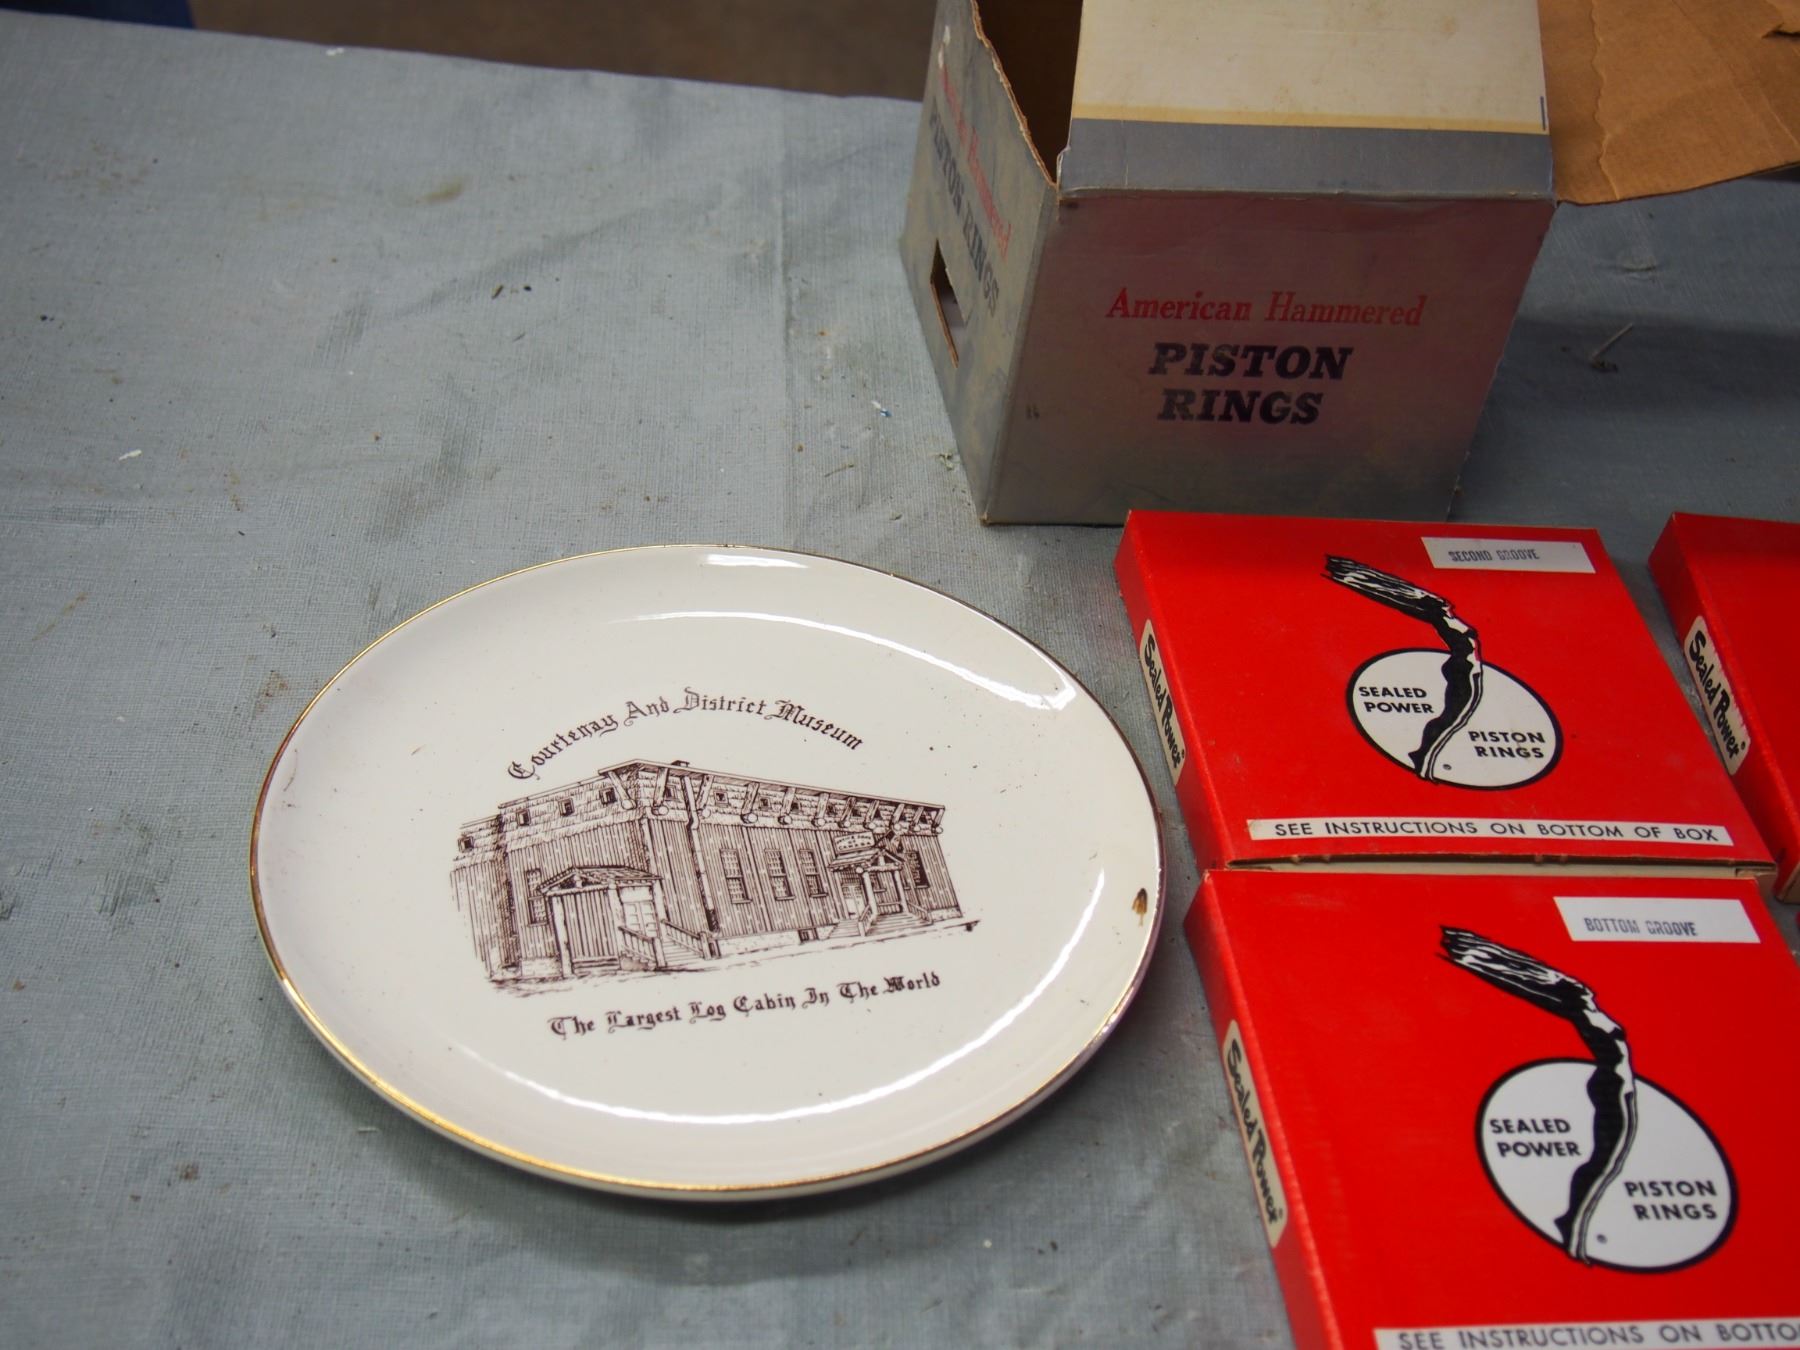 American Hammered
PISTON RINGS
American Hammered
PISTON
RINGS
SECOND GROOVE
Sealed Power
SEALED
POWER
PISTON
RINGS
SEE INSTRUCTIONS ON BOTTOM OF BOX
Sealed Power
Courtenay And District Museum
The Largest Log Cabin In The World
BOTTOM GROOVE
Sealed Power
SEALED
POWER
PISTON
RINGS
SEE INSTRUCTIONS ON